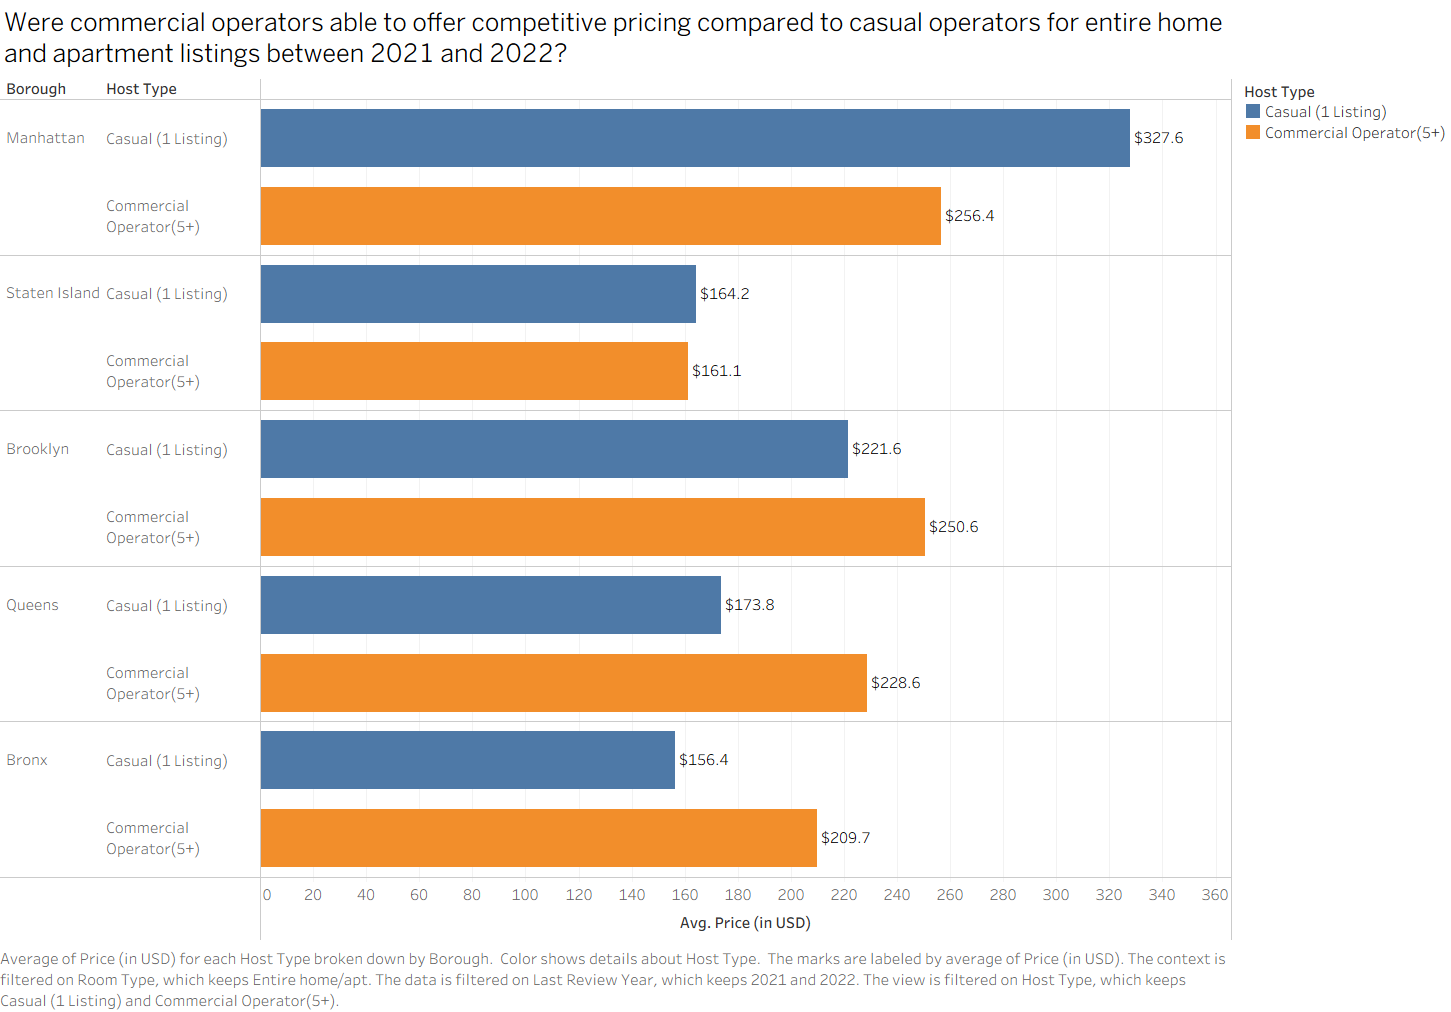 Were commercial operators able to offer competitive pricing compared to casual operators for entire home
and apartment listings between 2021 and 2022?
Borough
Host Type
Manhattan
Casual (1 Listing)
$327.6
Commercial
Operator(5+)
$256.4
Staten Island
Casual (1 Listing)
$164.2
Commercial
Operator(5+)
$161.1
Brooklyn
Casual (1 Listing)
$221.6
Commercial
Operator(5+)
$250.6
Queens
Casual (1 Listing)
$173.8
Commercial
Operator(5+)
$228.6
Bronx
Casual (1 Listing)
$156.4
Commercial
Operator(5+)
$209.7
0 20 40 60 80 100 120 140 160 180 200 220 240 260 280 300 320 340 360
Avg. Price (in USD)
Host Type
Casual (1 Listing)
Commercial Operator(5+)
Average of Price (in USD) for each Host Type broken down by Borough.  Color shows details about Host Type.  The marks are labeled by average of Price (in USD). The context is
filtered on Room Type, which keeps Entire home/apt. The data is filtered on Last Review Year, which keeps 2021 and 2022. The view is filtered on Host Type, which keeps
Casual (1 Listing) and Commercial Operator(5+).